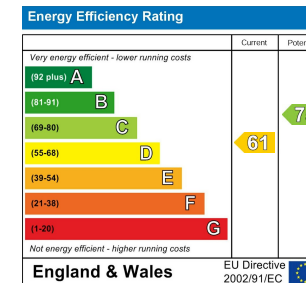 Energy Efficiency Rating
Current
Very energy efficient - lower running costs
(92 plus) A
(81-91) B
(69-80) C
(55-68) D
61
(39-54) E
(21-38) F
(1-20) G
Not energy efficient - higher running costs
England & Wales
EU Directive
2002/91/EC